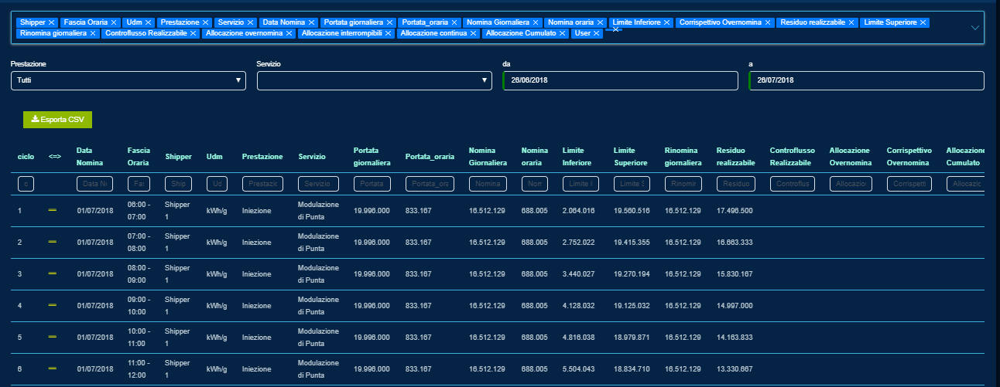 Shipper × Fascia Oraria × Udm × Prestazione × Servizio × Data Nomina × Portata giornaliera × Portata_oraria × Nomina Giornaliera × Nomina oraria × Limite Inferiore × Corrispettivo Overnomina × Residuo realizzabile × Limite Superiore ×
Rinomina giornaliera × Controflusso Realizzabile × Allocazione overnomina × Allocazione interrompibili × Allocazione continua × Allocazione Cumulato × User × ×
Prestazione Servizio da a
Tutti 26/06/2018 26/07/2018
Esporta CSV
ciclo <=> Data Nomina Fascia Oraria Shipper Udm Prestazione Servizio Portata giornaliera Portata_oraria Nomina Giornaliera Nomina oraria Limite Inferiore Limite Superiore Rinomina giornaliera Residuo realizzabile Controflusso Realizzabile Allocazione Overnomina Corrispettivo Overnomina Allocazione Cumulato
c Data No Fas Ship Ud Prestazio Servizio Portata Portata_ora Nomina Nom Limite I Limite S Rinomin Residuo Controflus Allocazion Corrispetti Allocazio
1 == 01/07/2018 06:00 - 07:00 Shipper 1 kWh/g Iniezione Modulazione di Punta 19.996.000 833.167 16.512.129 688.005 2.064.016 19.560.516 16.512.129 17.496.500
2 == 01/07/2018 07:00 - 08:00 Shipper 1 kWh/g Iniezione Modulazione di Punta 19.996.000 833.167 16.512.129 688.005 2.752.022 19.415.355 16.512.129 16.663.333
3 == 01/07/2018 08:00 - 09:00 Shipper 1 kWh/g Iniezione Modulazione di Punta 19.996.000 833.167 16.512.129 688.005 3.440.027 19.270.194 16.512.129 15.830.167
4 == 01/07/2018 09:00 - 10:00 Shipper 1 kWh/g Iniezione Modulazione di Punta 19.996.000 833.167 16.512.129 688.005 4.128.032 19.125.032 16.512.129 14.997.000
5 == 01/07/2018 10:00 - 11:00 Shipper 1 kWh/g Iniezione Modulazione di Punta 19.996.000 833.167 16.512.129 688.005 4.816.038 18.979.871 16.512.129 14.163.833
6 == 01/07/2018 11:00 - 12:00 Shipper 1 kWh/g Iniezione Modulazione di Punta 19.996.000 833.167 16.512.129 688.005 5.504.043 18.834.710 16.512.129 13.330.667